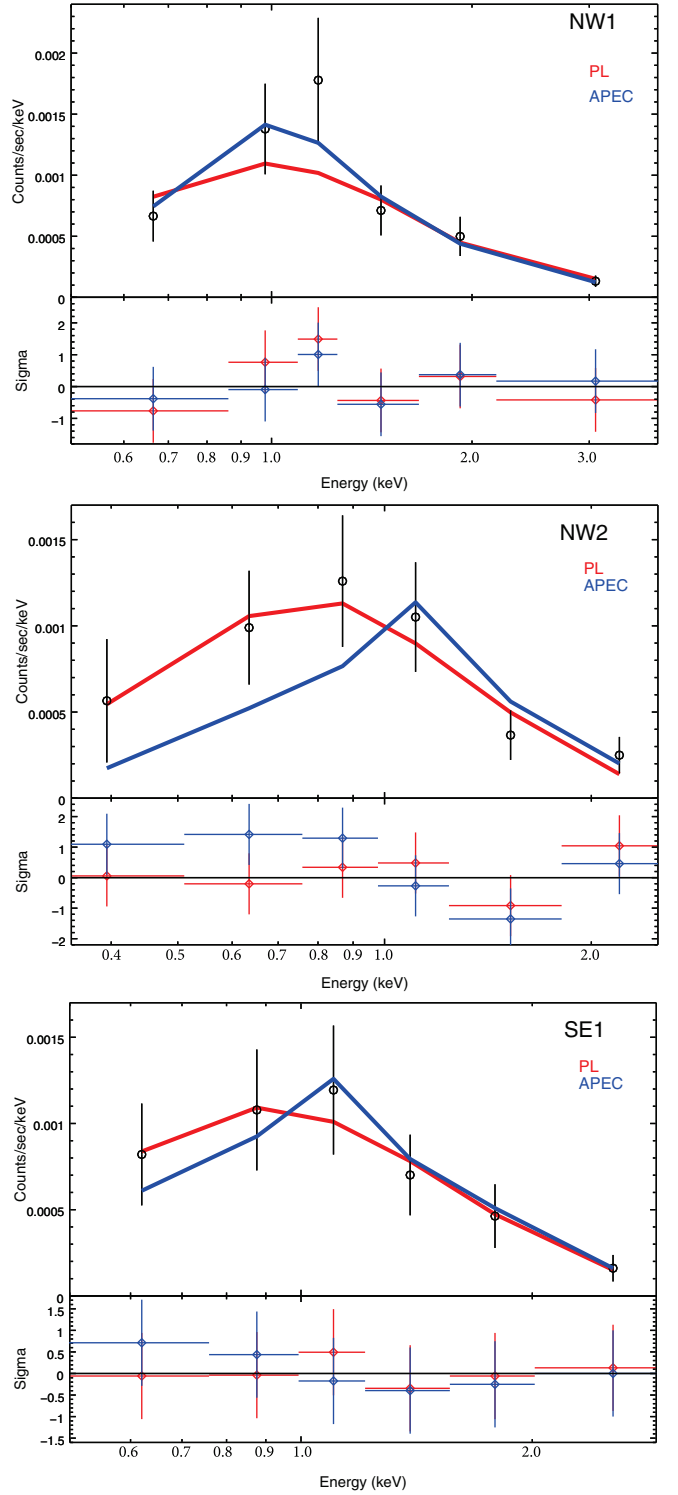 NW1
PL
APEC
0.002
0.0015
0.001
0.0005
0
Counts/sec/keV
2
1
0
−1
Sigma
0.6 0.7 0.8 0.9 1.0 2.0 3.0
Energy (keV)
NW2
PL
APEC
0.0015
0.001
0.0005
0
Counts/sec/keV
2
1
0
−1
−2
Sigma
0.4 0.5 0.6 0.7 0.8 0.9 1.0 2.0
Energy (keV)
SE1
PL
APEC
0.0015
0.001
0.0005
0
Counts/sec/keV
1.5
1
0.5
0
−0.5
−1
−1.5
Sigma
0.6 0.7 0.8 0.9 1.0 2.0
Energy (keV)